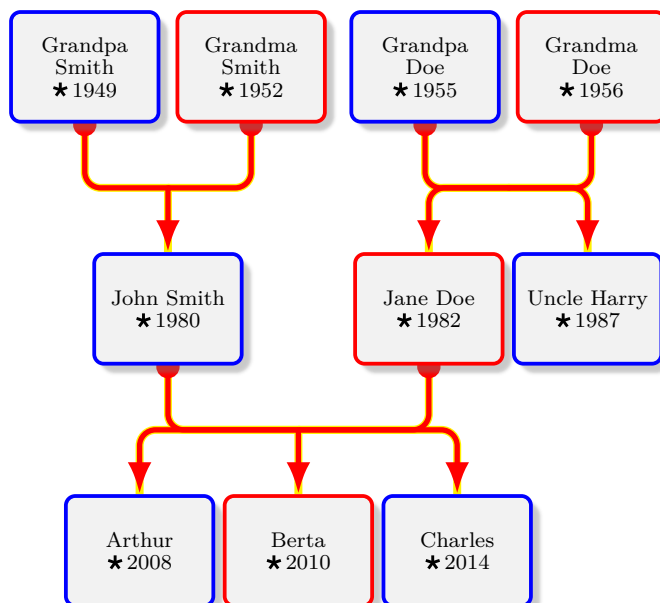 Grandpa
Smith
★ 1949
Grandma
Smith
★ 1952
Grandpa
Doe
★ 1955
Grandma
Doe
★ 1956
John Smith
★ 1980
Jane Doe
★ 1982
Uncle Harry
★ 1987
Arthur
★ 2008
Berta
★ 2010
Charles
★ 2014